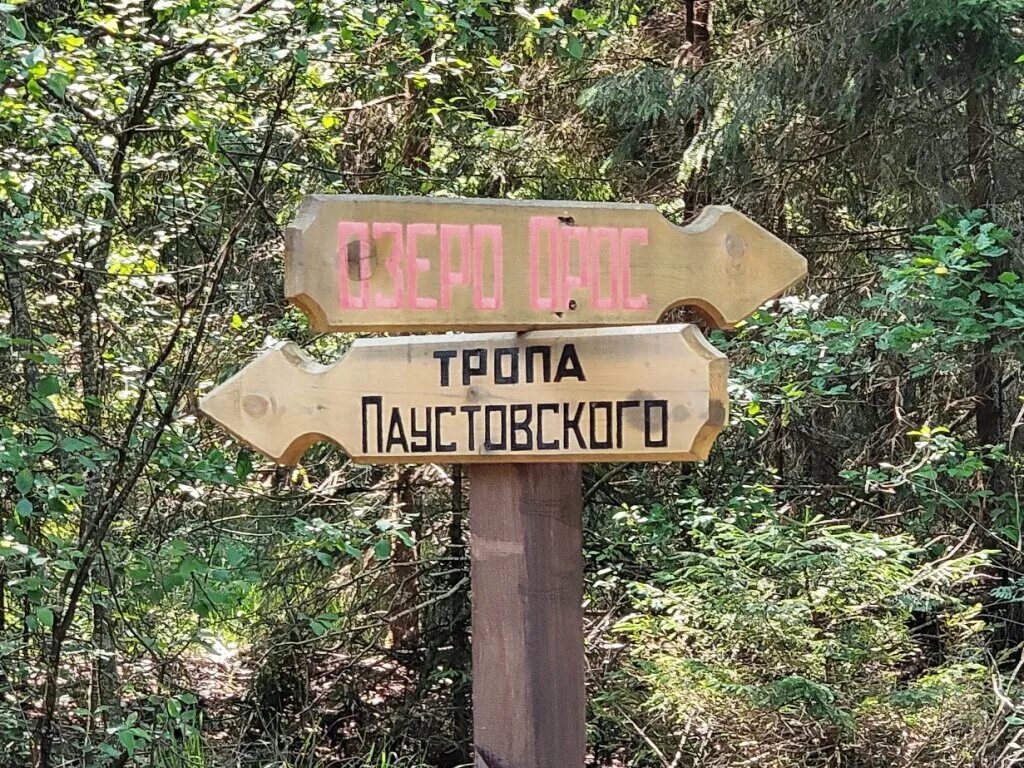 Озеро Орос
тропа
Паустовского